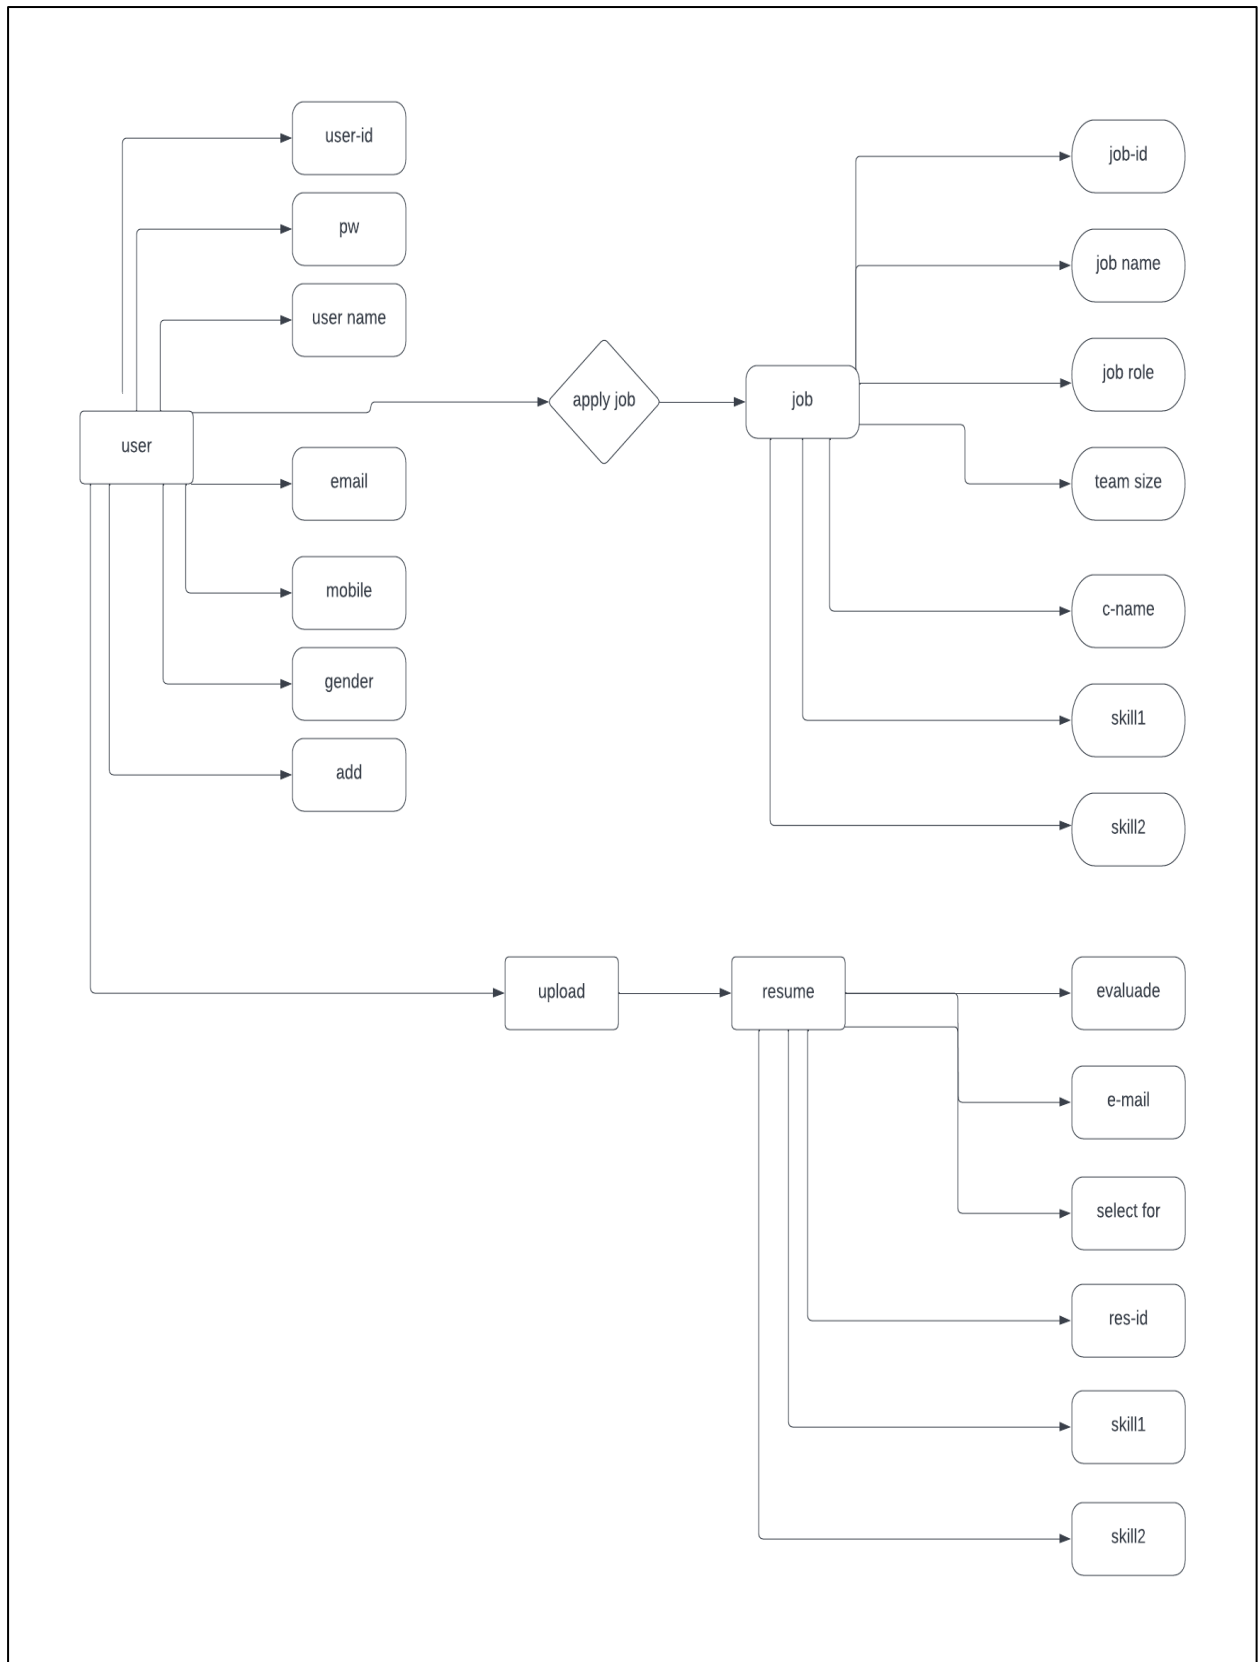 user-id
pw
user name
user
email
mobile
gender
add
apply job
job
job-id
job name
job role
team size
c-name
skill1
skill2
upload
resume
evaluade
e-mail
select for
res-id
skill1
skill2